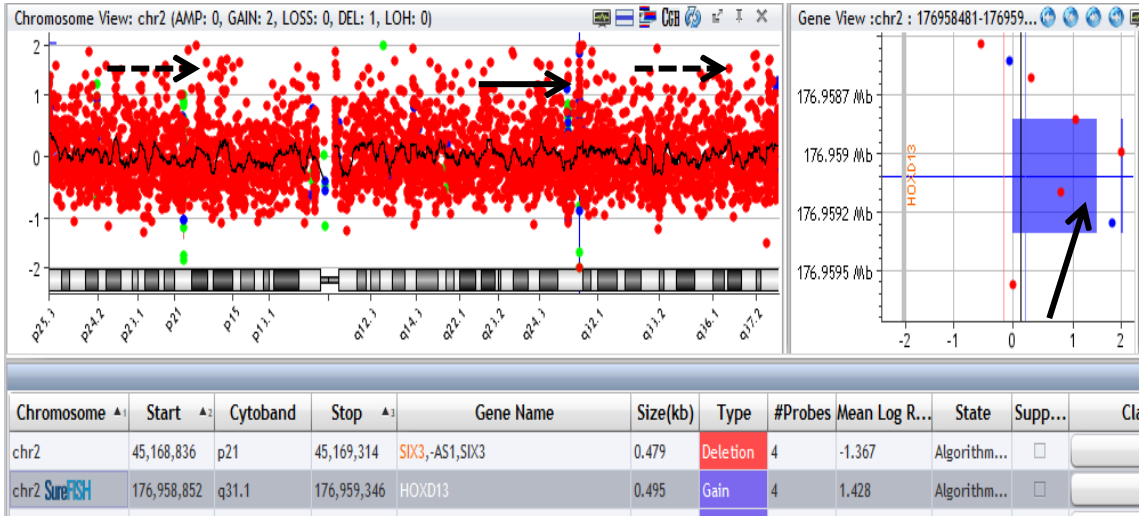 Chromosome View: chr2 (AMP: 0, GAIN: 2, LOSS: 0, DEL: 1, LOH: 0)
CGH
2
1
0
-1
-2
p25.3 p24.2 p23.1 p21 p15 p13.1 q12.3 q14.3 q22.1 q23.2 q24.3 q32.1 q33.2 q36.1 q37.2
Gene View :chr2 : 176958481-176959...
176.9587 Mb
176.959 Mb
176.9592 Mb
176.9595 Mb
HOXD13
-2 -1 0 1 2
Chromosome ▲1 Start ▲2 Cytoband Stop ▲3 Gene Name Size(kb) Type #Probes Mean Log R... State Supp... Cla
chr2 45,168,836 p21 45,169,314 SIX3,-AS1,SIX3 0.479 Deletion 4 -1.367 Algorithm...
chr2 SureFISH 176,958,852 q31.1 176,959,346 HOXD13 0.495 Gain 4 1.428 Algorithm...